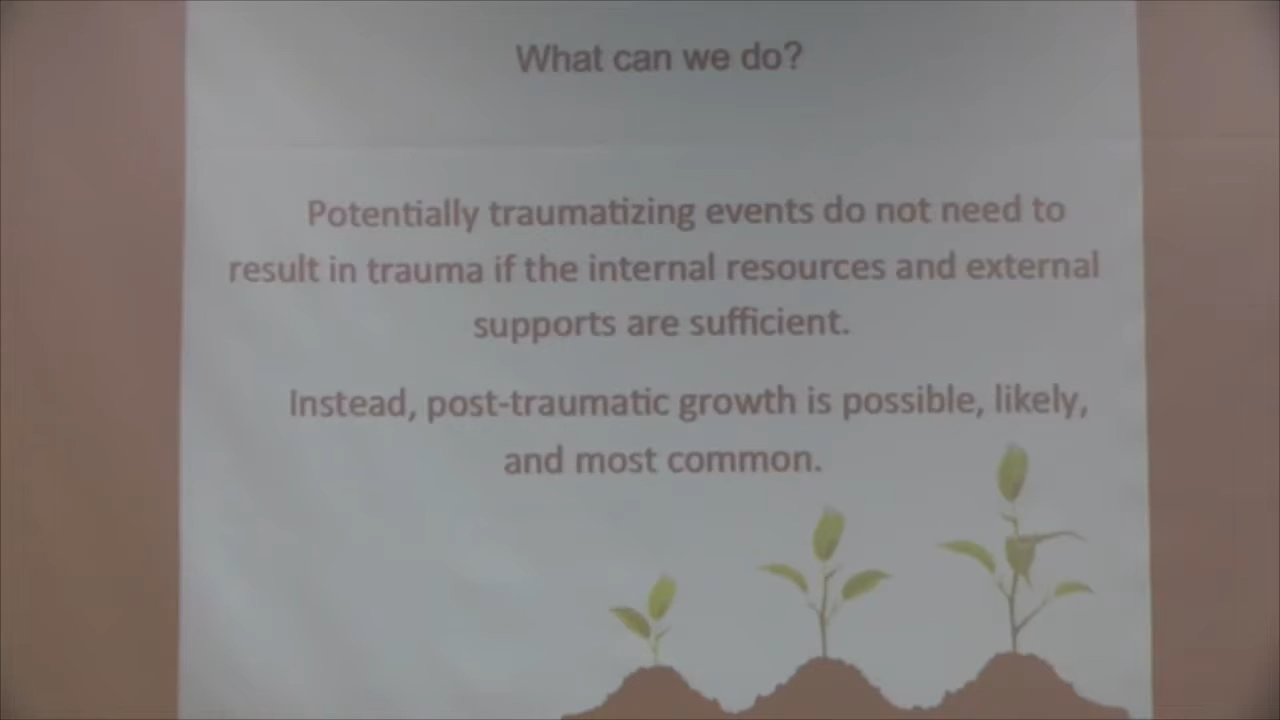 What can we do?
Potentially traumatizing events do not need to
result in trauma if the internal resources and external
supports are sufficient.
Instead, post-traumatic growth is possible, likely,
and most common.